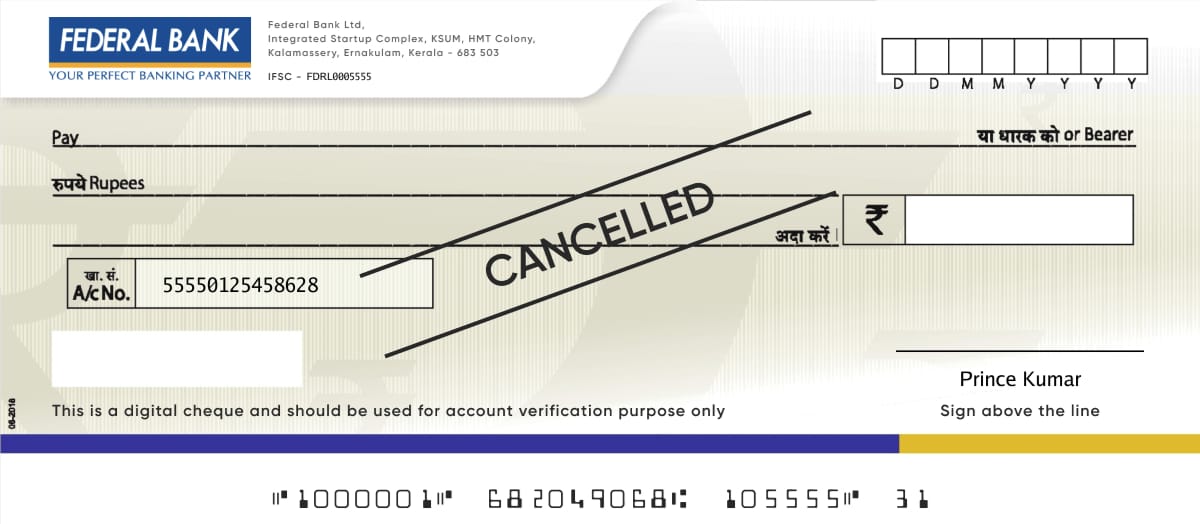 FEDERAL BANK
YOUR PERFECT BANKING PARTNER
Federal Bank Ltd,
Integrated Startup Complex, KSUM, HMT Colony,
Kalamassery, Ernakulam, Kerala - 683 503
IFSC - FDRL0005555
D D M M Y Y Y Y
Pay या धारक को or Bearer
रुपये Rupees
CANCELLED
अदा करें ₹
खा. सं.
A/c No. 55550125458628
Prince Kumar
06-2018
This is a digital cheque and should be used for account verification purpose only
Sign above the line
⑈1000001⑈682049068⑆105555⑈31